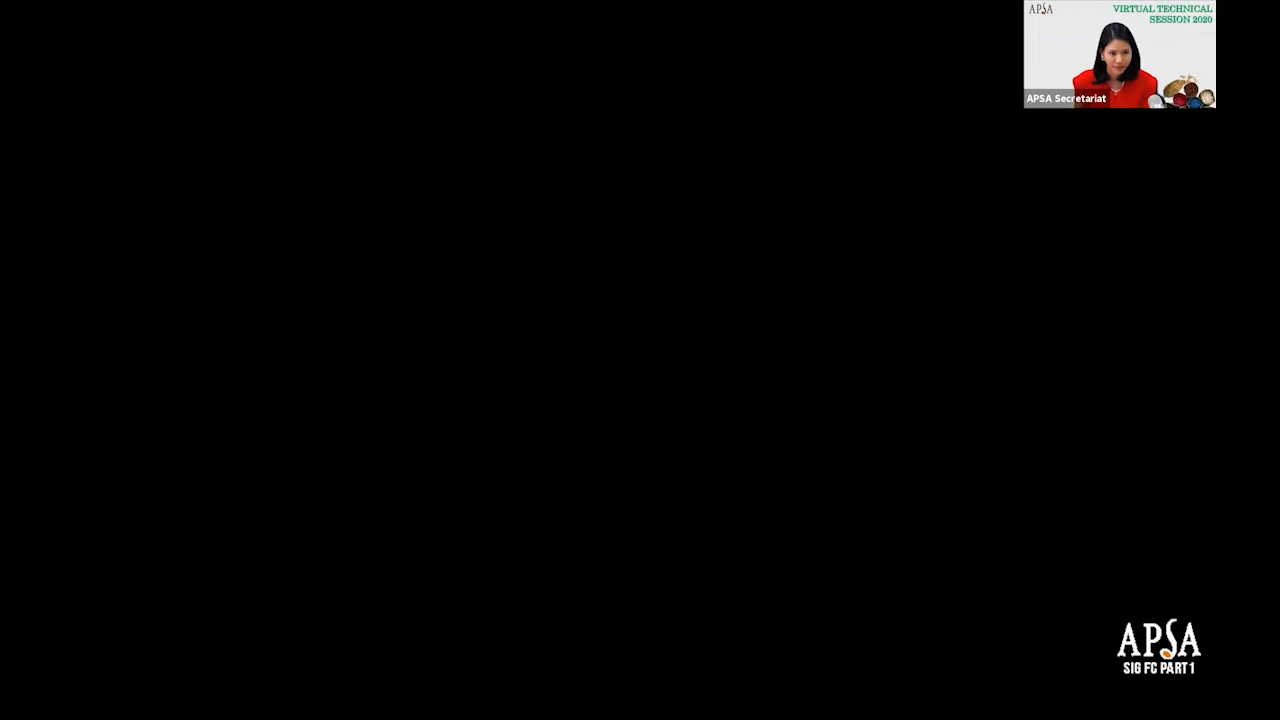 APSA
VIRTUAL TECHNICAL
SESSION 2020
APSA Secretariat
APSA
SIG FC PART 1